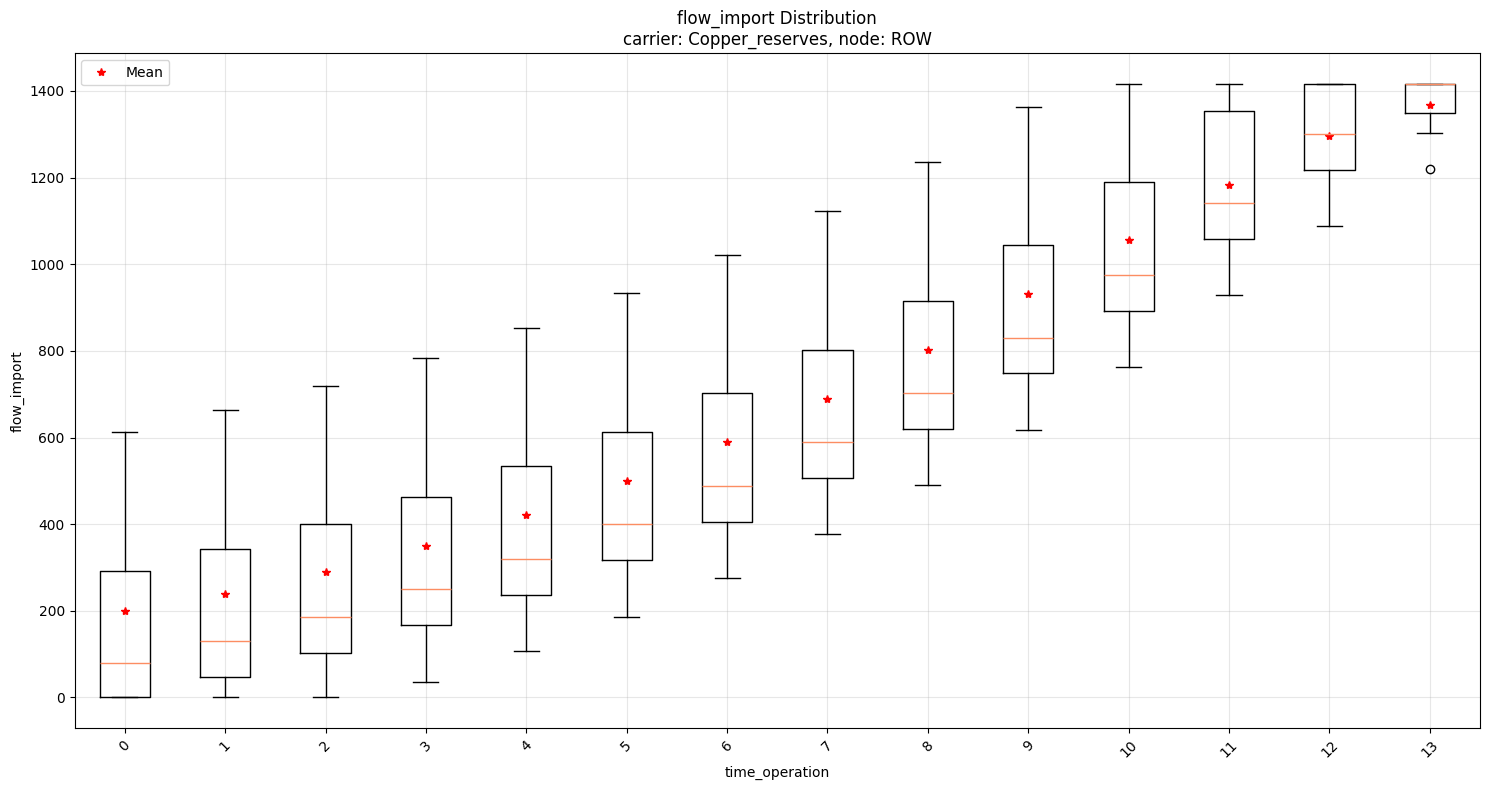 flow_import Distribution
carrier: Copper_reserves, node: ROW
Mean
1400
1200
1000
800
600
400
200
0
flow_import
0 1 2 3 4 5 6 7 8 9 10 11 12 13
time_operation